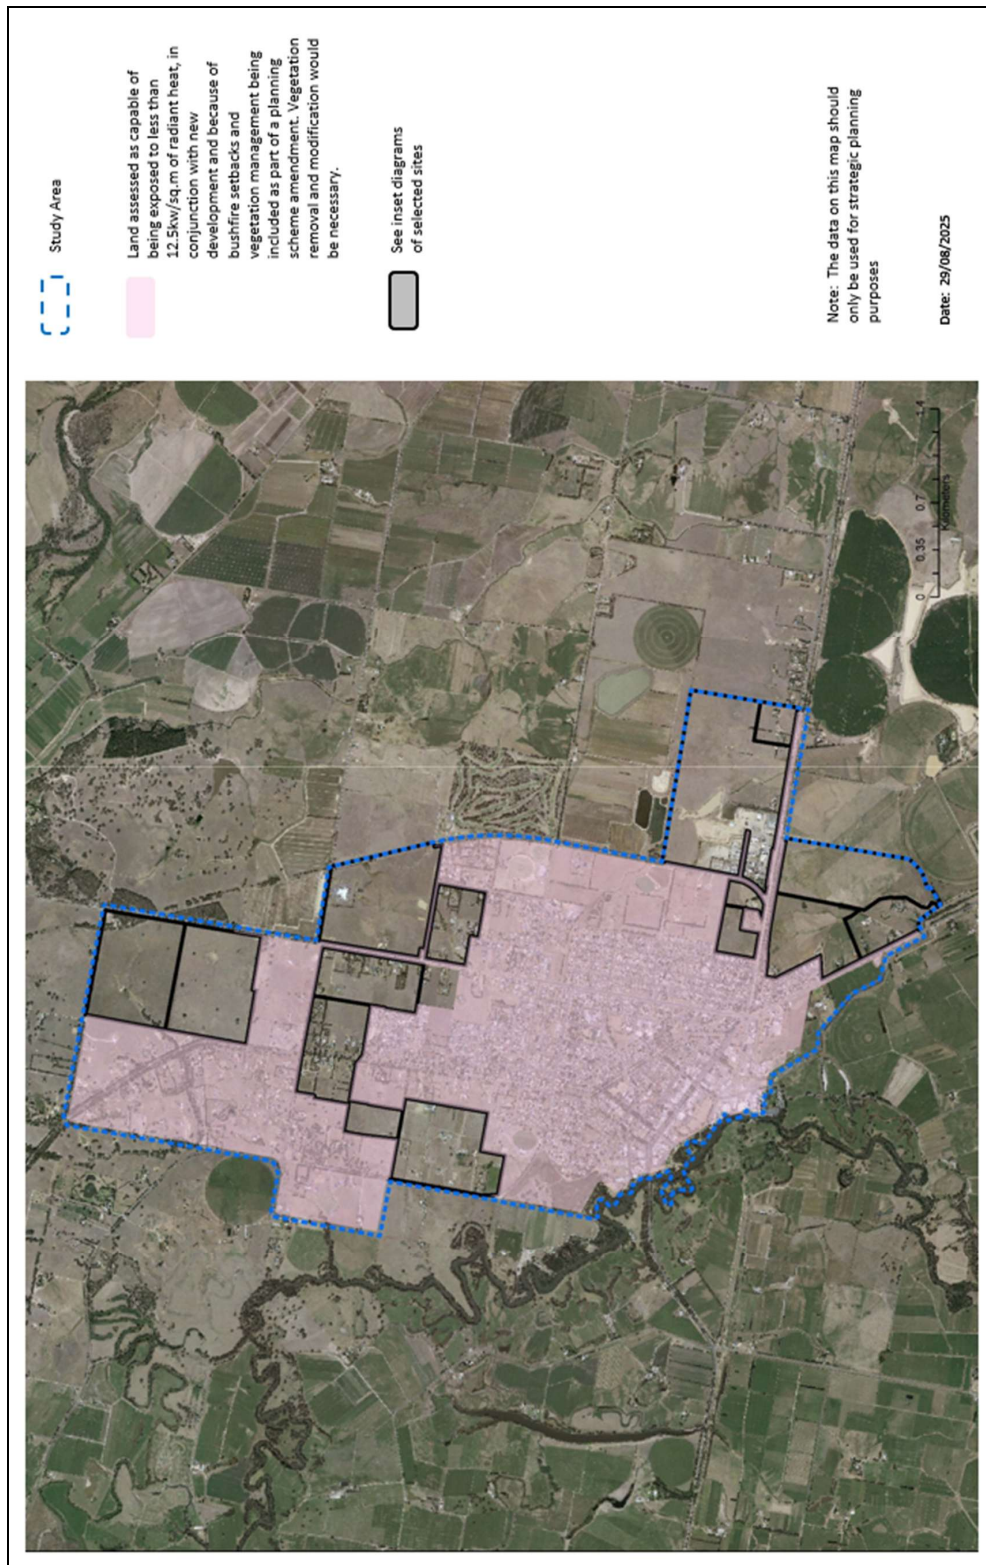 Study Area
Land assessed as capable of
being exposed to less than
12.5kw/sq.m of radiant heat, in
conjunction with new
development and because of
bushfire setbacks and
vegetation management being
included as part of a planning
scheme amendment. Vegetation
removal and modification would
be necessary.
See inset diagrams
of selected sites
Note: The data on this map should
only be used for strategic planning
purposes
Date: 29/08/2025
0 0.35 0.7 1.4
Kilometers